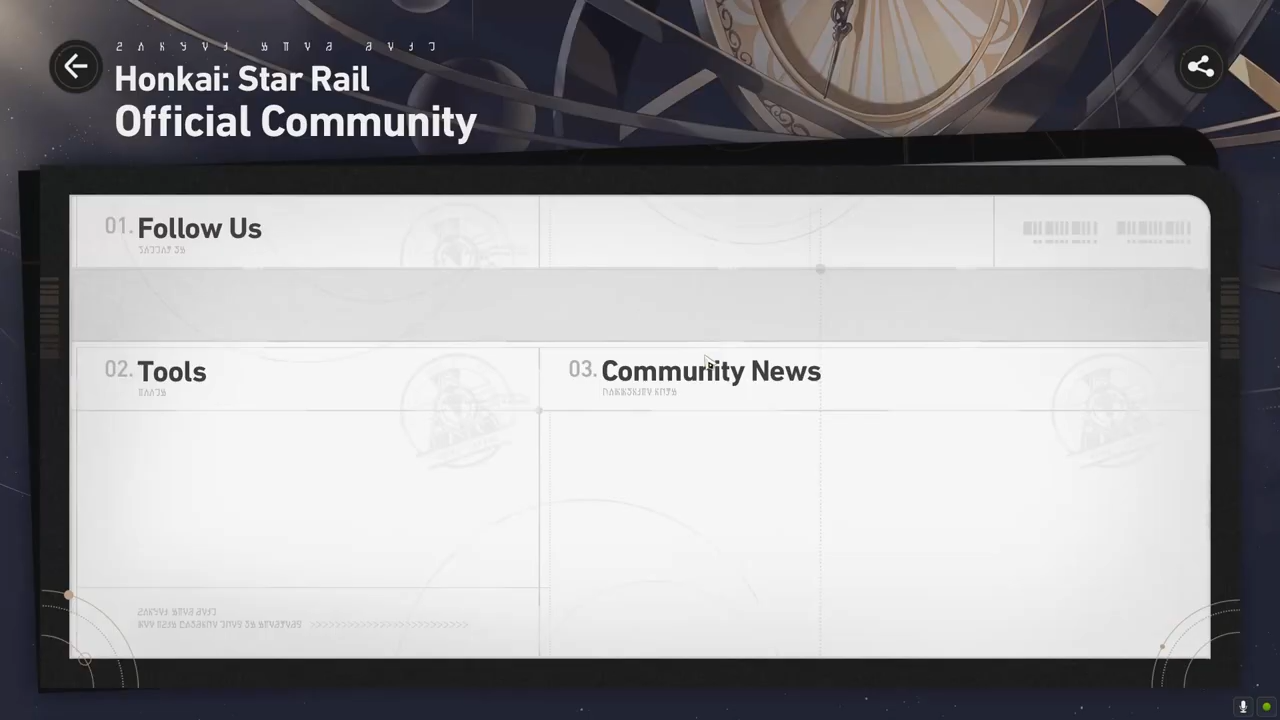 Honkai: Star Rail
Official Community
01. Follow Us
02. Tools
03. Community News